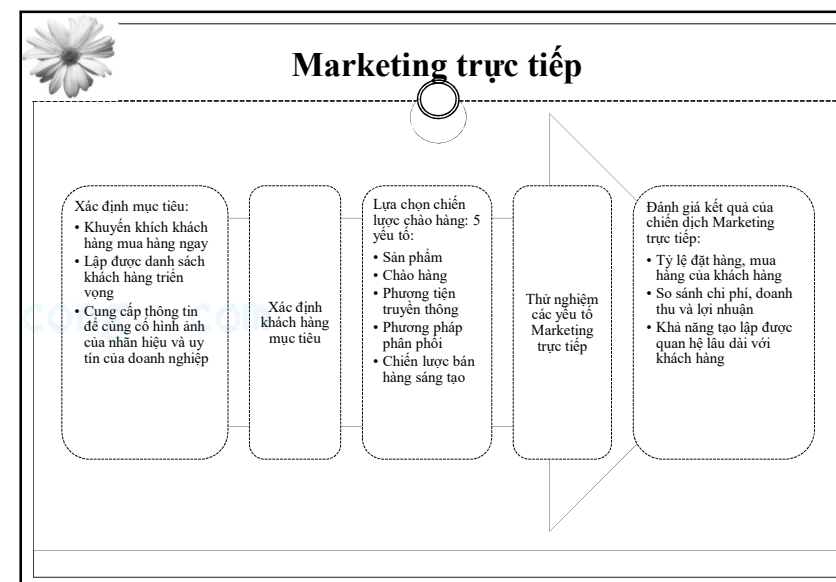 Marketing trực tiếp
Xác định mục tiêu:
• Khuyến khích khách
hàng mua hàng ngay
• Lập được danh sách
khách hàng triển
vọng
• Cung cấp thông tin
để củng cố hình ảnh
của nhãn hiệu và uy
tín của doanh nghiệp
Xác định
khách hàng
mục tiêu
Lựa chọn chiến
lược chào hàng: 5
yếu tố:
• Sản phẩm
• Chào hàng
• Phương tiện
truyền thông
• Phương pháp
phân phối
• Chiến lược bán
hàng sáng tạo
Thử nghiệm
các yếu tố
Marketing
trực tiếp
Đánh giá kết quả của
chiến dịch Marketing
trực tiếp:
• Tỷ lệ đặt hàng, mua
hàng của khách hàng
• So sánh chi phí, doanh
thu và lợi nhuận
• Khả năng tạo lập được
quan hệ lâu dài với
khách hàng